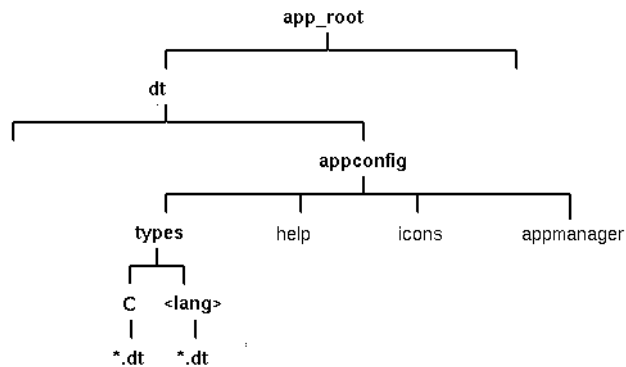 app_root
dt
appconfig
types help icons appmanager
C <lang>
*.dt *.dt